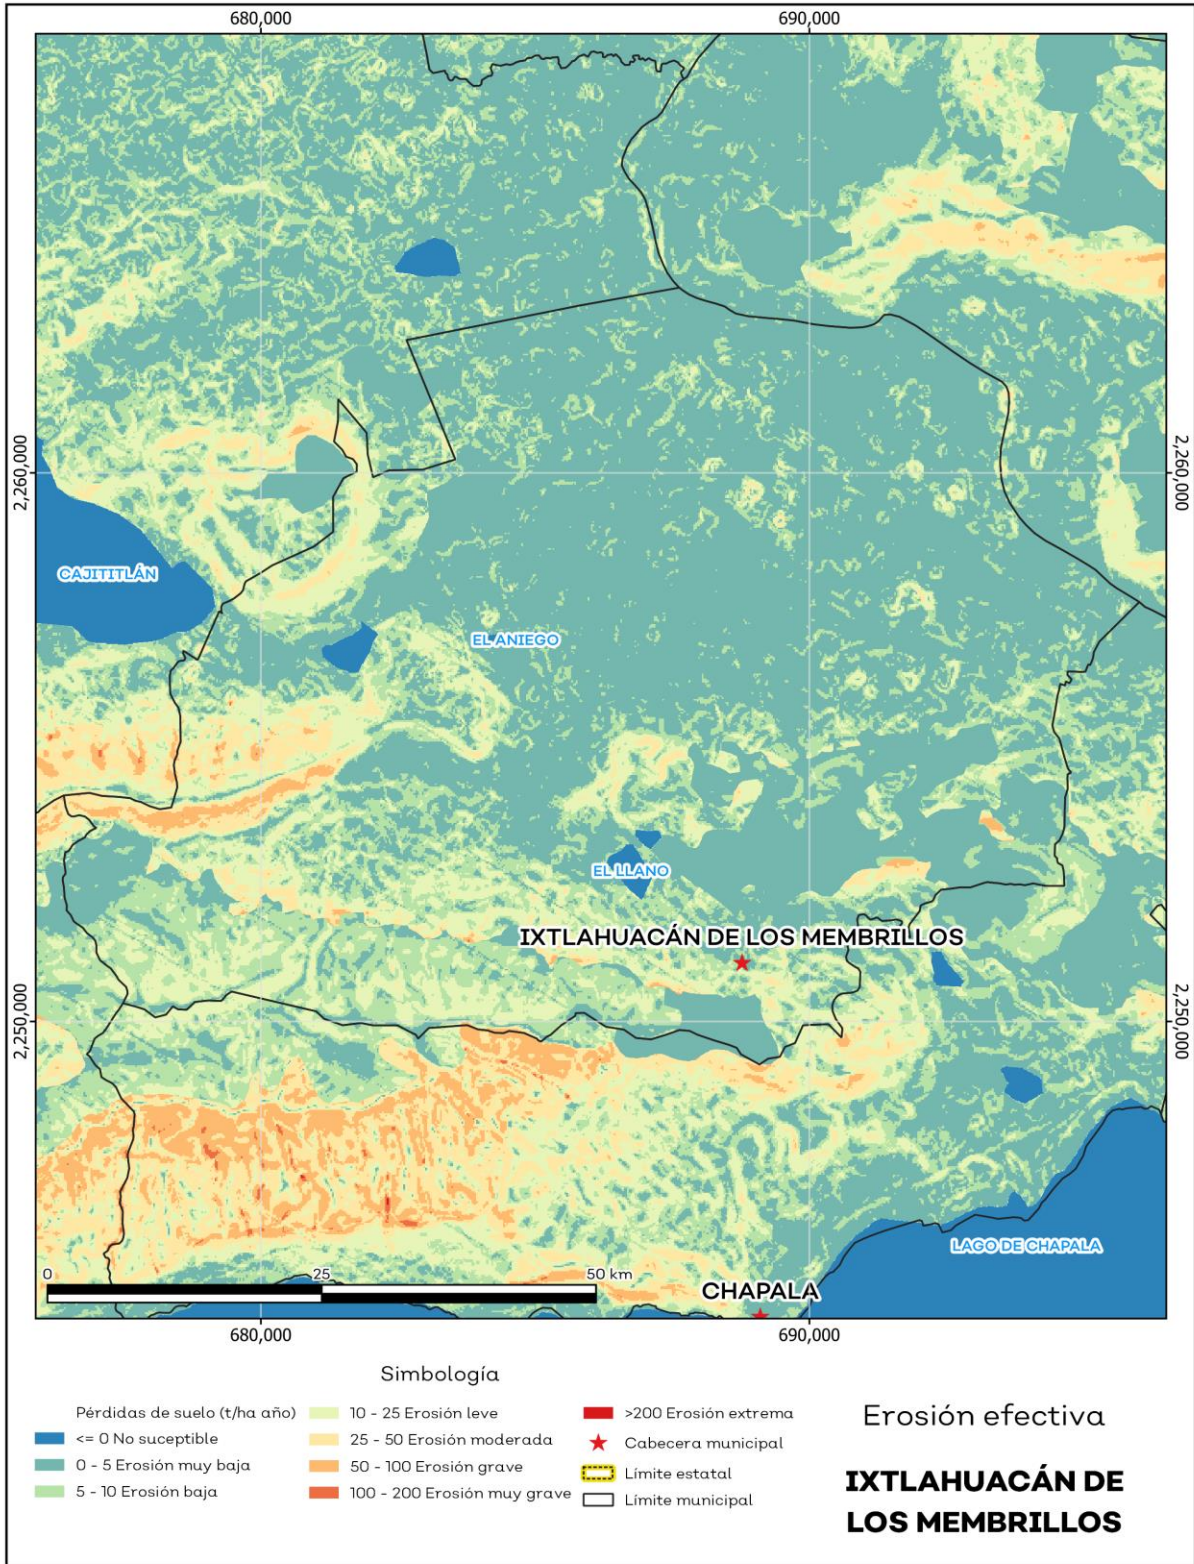 680,000
690,000
2,260,000
2,260,000
CAJITITLÁN
EL ANIEGO
EL LLANO
IXTLAHUACÁN DE LOS MEMBRILLOS
2,250,000
2,250,000
LAGO DE CHAPALA
0
25
50 km
CHAPALA
680,000
690,000
Simbología
Pérdidas de suelo (t/ha año)
<= 0 No suceptible
0 - 5 Erosión muy baja
5 - 10 Erosión baja
10 - 25 Erosión leve
25 - 50 Erosión moderada
50 - 100 Erosión grave
100 - 200 Erosión muy grave
>200 Erosión extrema
Cabecera municipal
Límite estatal
Límite municipal
Erosión efectiva
IXTLAHUACÁN DE
LOS MEMBRILLOS